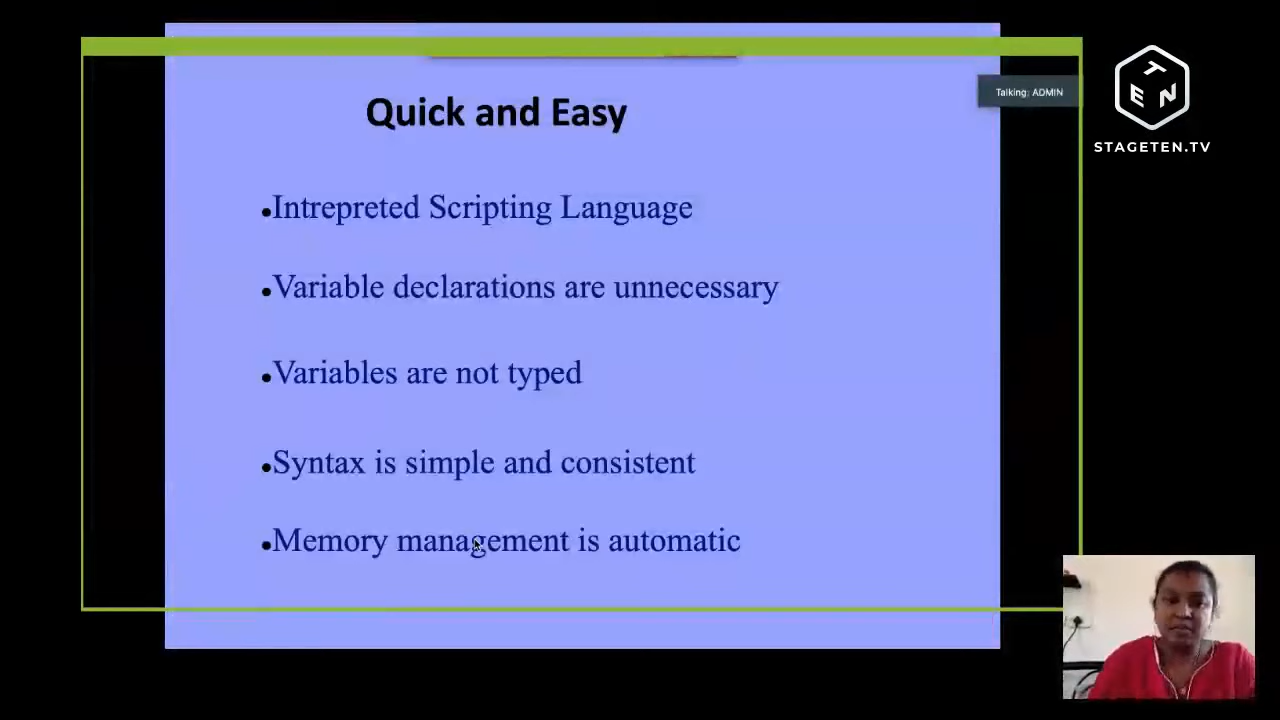 Quick and Easy
Talking: ADMIN
T
E N
STAGETEN.TV
•Intrepreted Scripting Language
•Variable declarations are unnecessary
•Variables are not typed
•Syntax is simple and consistent
•Memory management is automatic